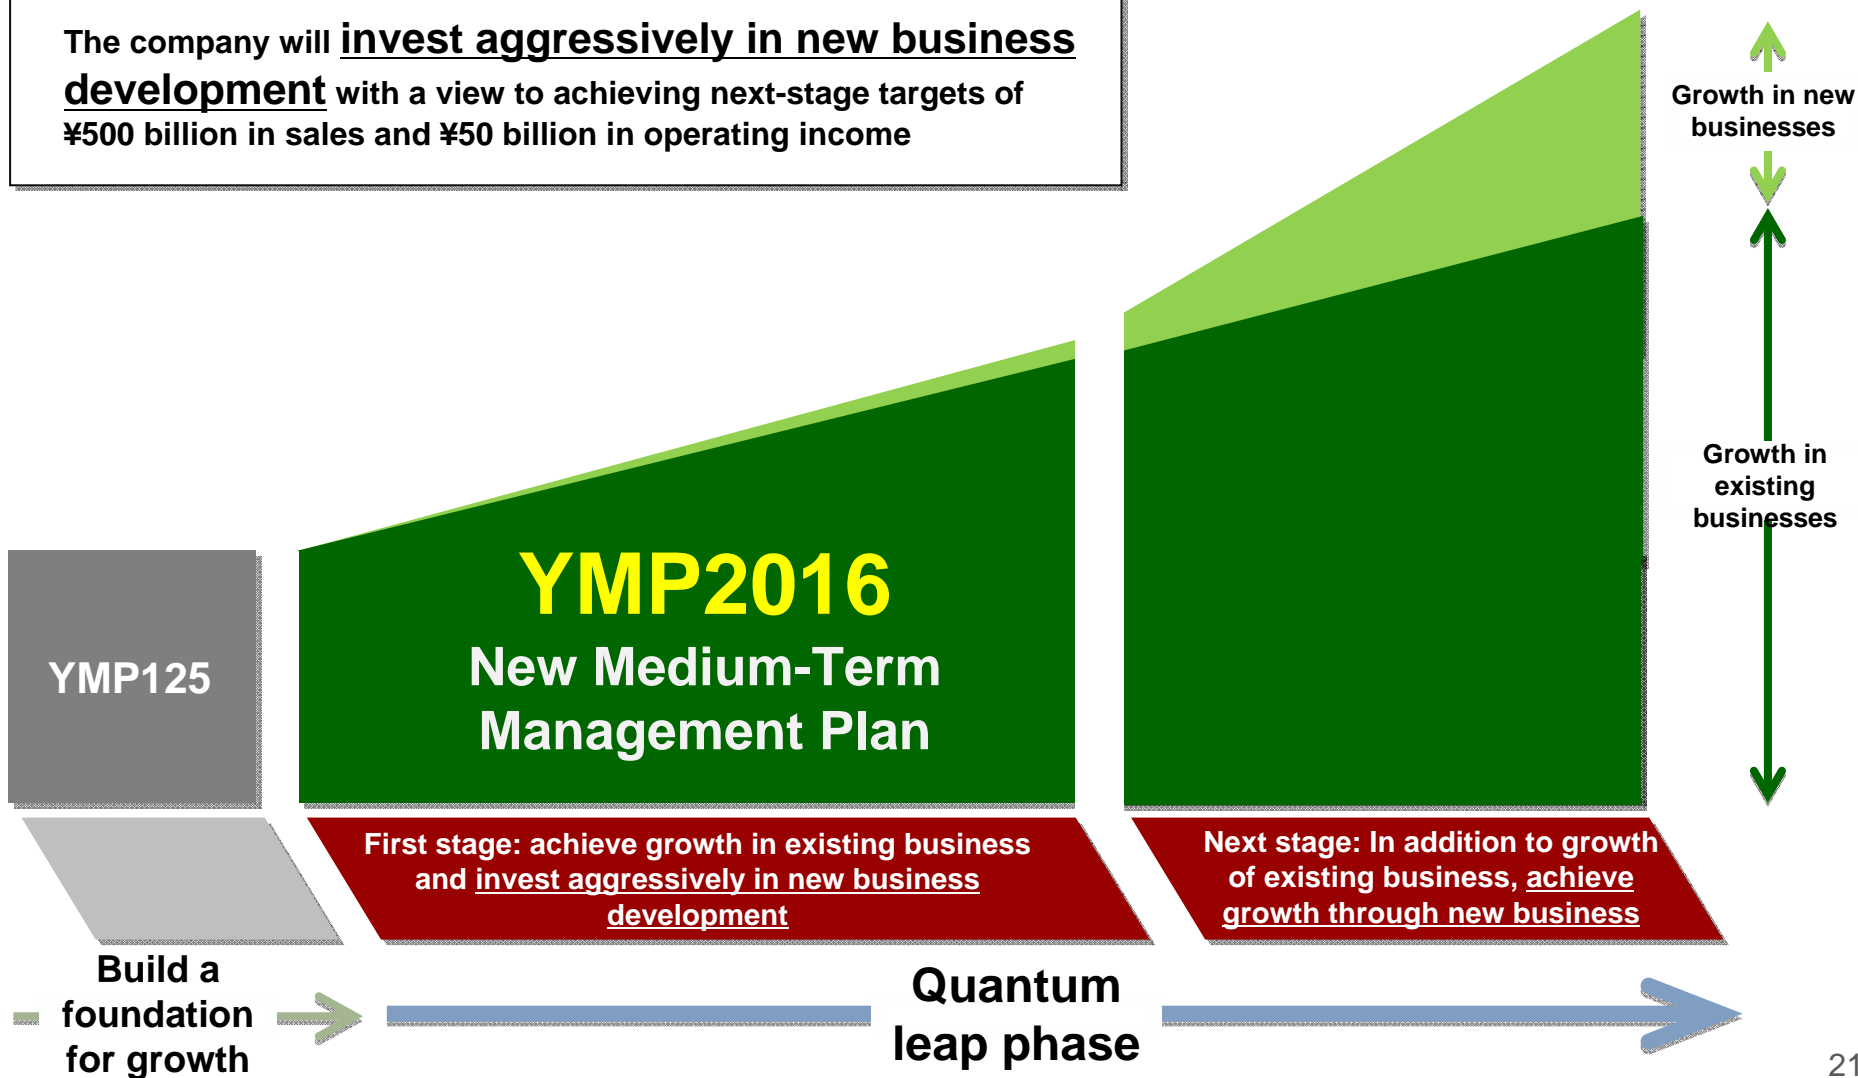 The company will invest aggressively in new business
development with a view to achieving next-stage targets of
¥500 billion in sales and ¥50 billion in operating income
Growth in new
businesses
Growth in
existing
businesses
YMP125
YMP2016
New Medium-Term
Management Plan
First stage: achieve growth in existing business
and invest aggressively in new business
development
Next stage: In addition to growth
of existing business, achieve
growth through new business
Build a
foundation
for growth
Quantum
leap phase
21